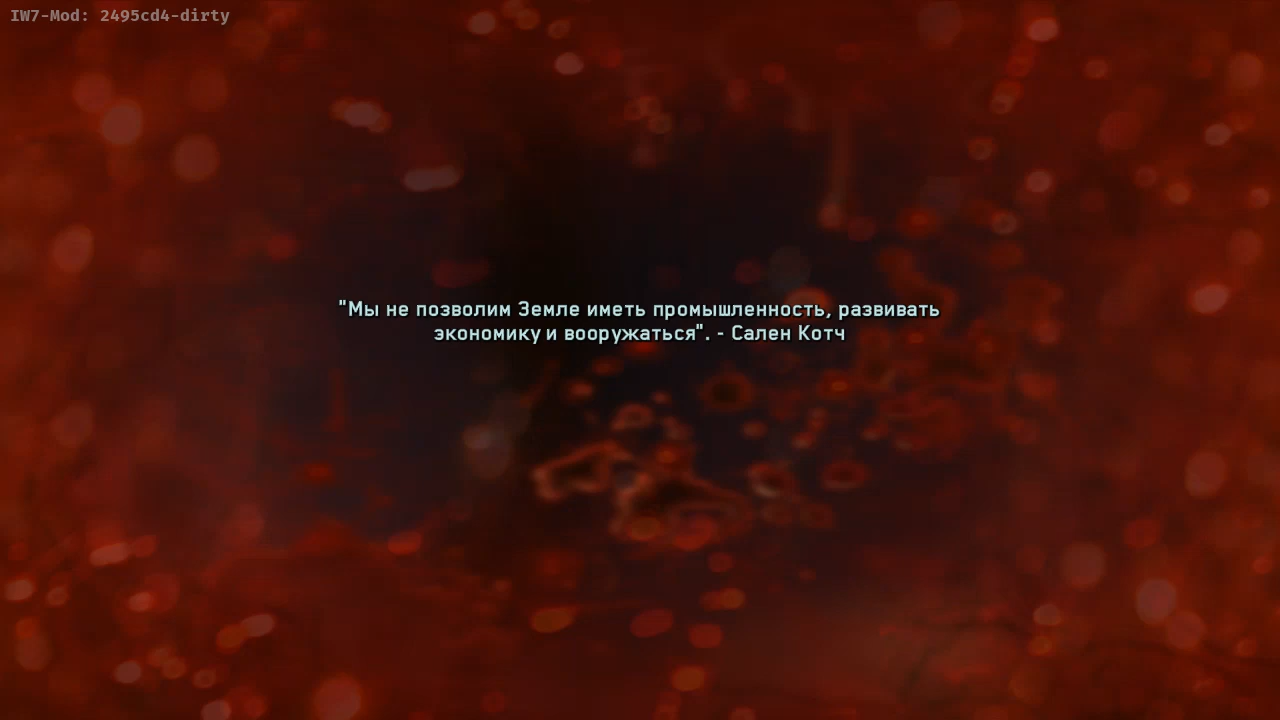 IW7-Mod: 2495cd4-dirty
"Мы не позволим Земле иметь промышленность, развивать
экономику и вооружаться". - Сален Котч